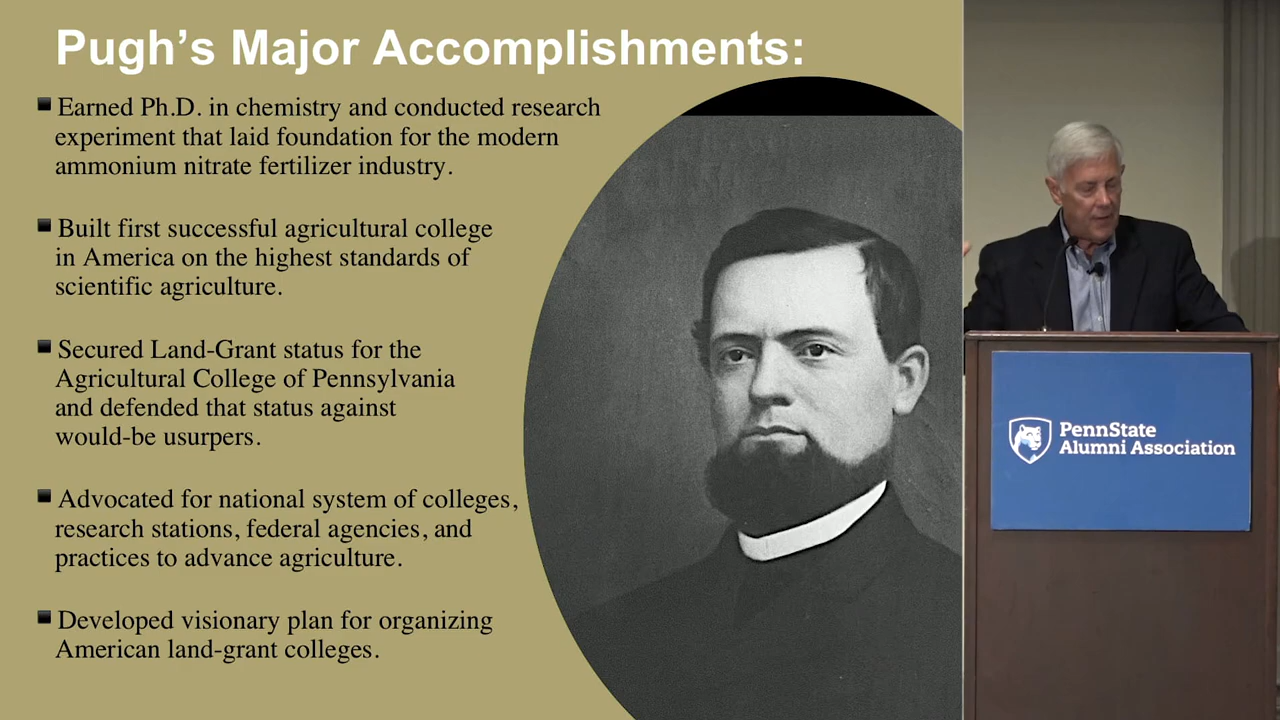 Pugh’s Major Accomplishments:
Earned Ph.D. in chemistry and conducted research
experiment that laid foundation for the modern
ammonium nitrate fertilizer industry.
Built first successful agricultural college
in America on the highest standards of
scientific agriculture.
Secured Land-Grant status for the
Agricultural College of Pennsylvania
and defended that status against
would-be usurpers.
Advocated for national system of colleges,
research stations, federal agencies, and
practices to advance agriculture.
Developed visionary plan for organizing
American land-grant colleges.
PennState
Alumni Association